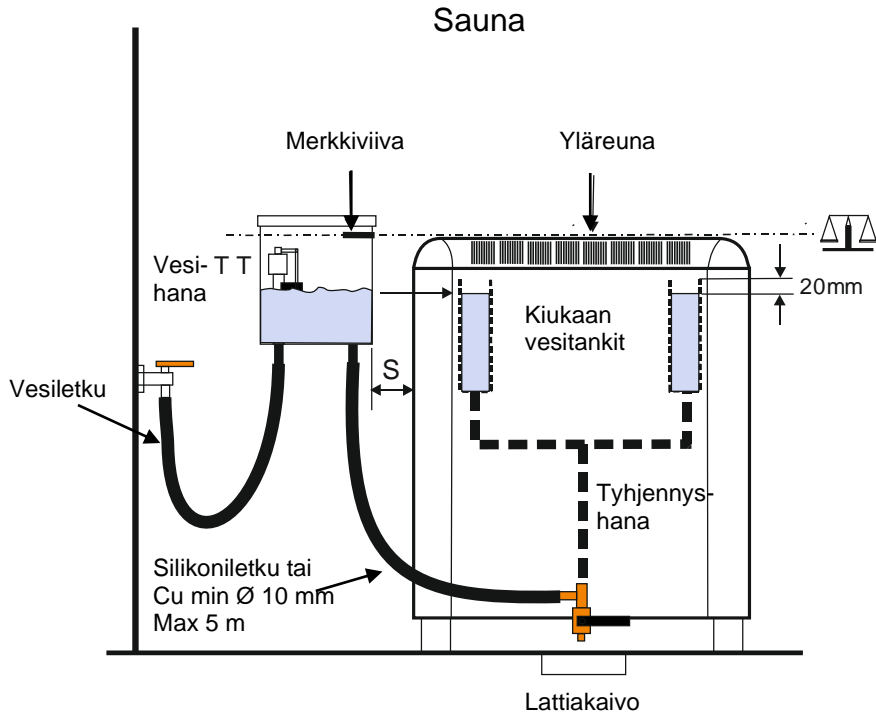 Sauna
Merkkiviiva
Yläreuna
Vesi- T T
hana
20mm
Kiukaan
vesitankit
S
Vesiletku
Tyhjennys-
hana
Silikoniletku tai
Cu min Ø 10 mm
Max 5 m
Lattiakaivo